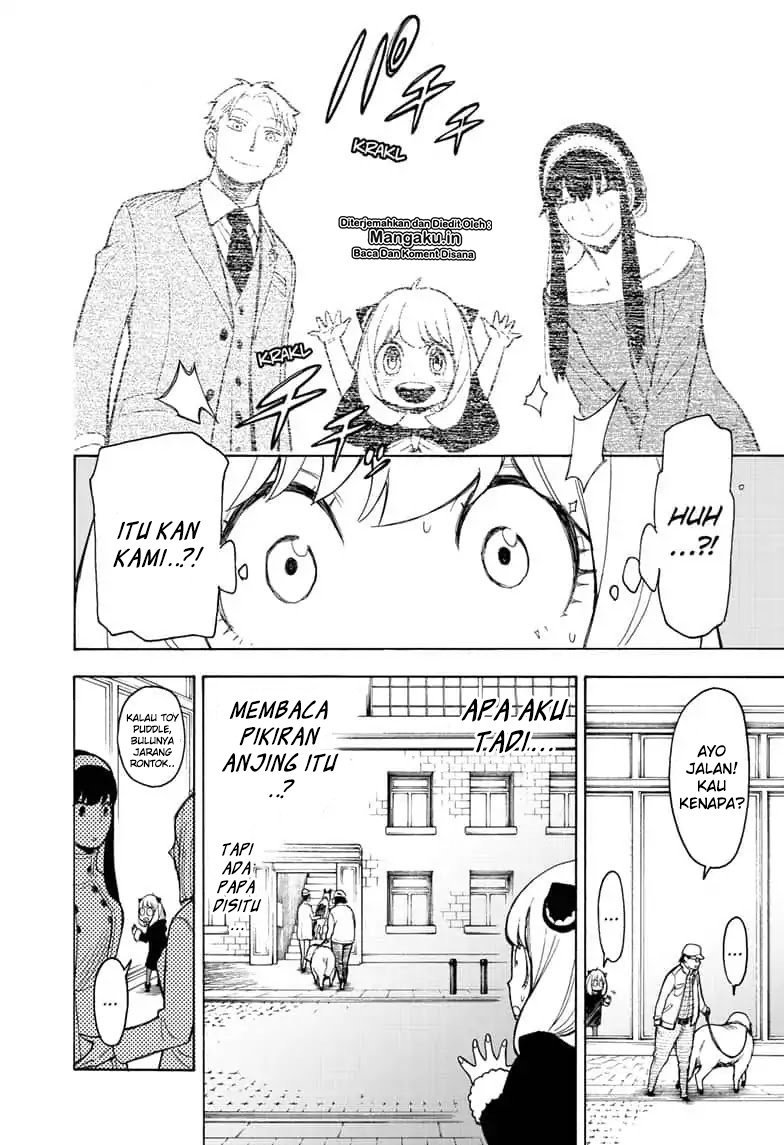 パチチ
KRAKL
Diterjemahkan dan Diedit Oleh :
Mangaku.in
Baca Dan Koment Disana
KRAKL
チチ...
HUH
...?!
ITU KAN
KAMI...?!
AYO
JALAN!
KAU
KENAPA?
...
...
APA AKU
TADI...
MEMBACA
PIKIRAN
ANJING ITU
..?
TAPI
ADA
PAPA
DISITU
....
KALAU TOY
PUDDLE,
BULUNYA
JARANG
RONTOK..
...